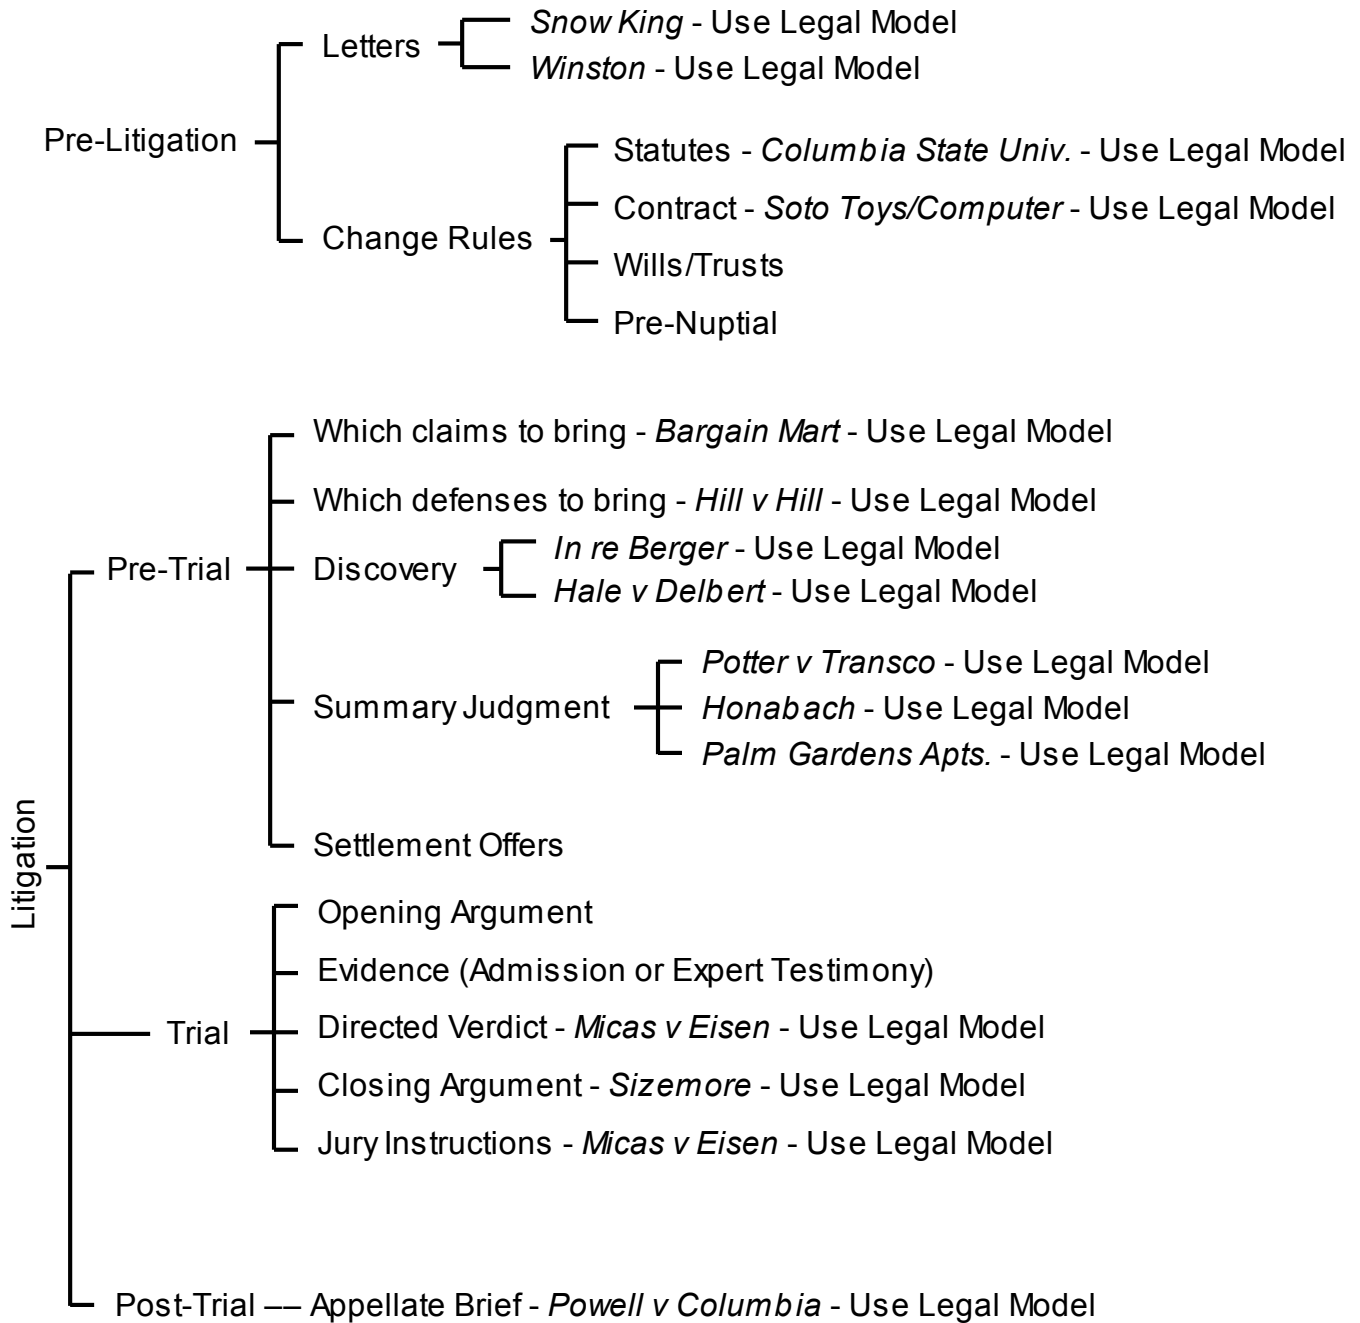 Snow King - Use Legal Model
Letters
Winston - Use Legal Model
Pre-Litigation
Statutes - Columbia State Univ. - Use Legal Model
Contract - Soto Toys/Computer - Use Legal Model
Change Rules
Wills/Trusts
Pre-Nuptial
Litigation
Which claims to bring - Bargain Mart - Use Legal Model
Which defenses to bring - Hill v Hill - Use Legal Model
Pre-Trial
Discovery
In re Berger - Use Legal Model
Hale v Delbert - Use Legal Model
Summary Judgment
Potter v Transco - Use Legal Model
Honabach - Use Legal Model
Palm Gardens Apts. - Use Legal Model
Settlement Offers
Opening Argument
Evidence (Admission or Expert Testimony)
Trial
Directed Verdict - Micas v Eisen - Use Legal Model
Closing Argument - Sizemore - Use Legal Model
Jury Instructions - Micas v Eisen - Use Legal Model
Post-Trial –– Appellate Brief - Powell v Columbia - Use Legal Model